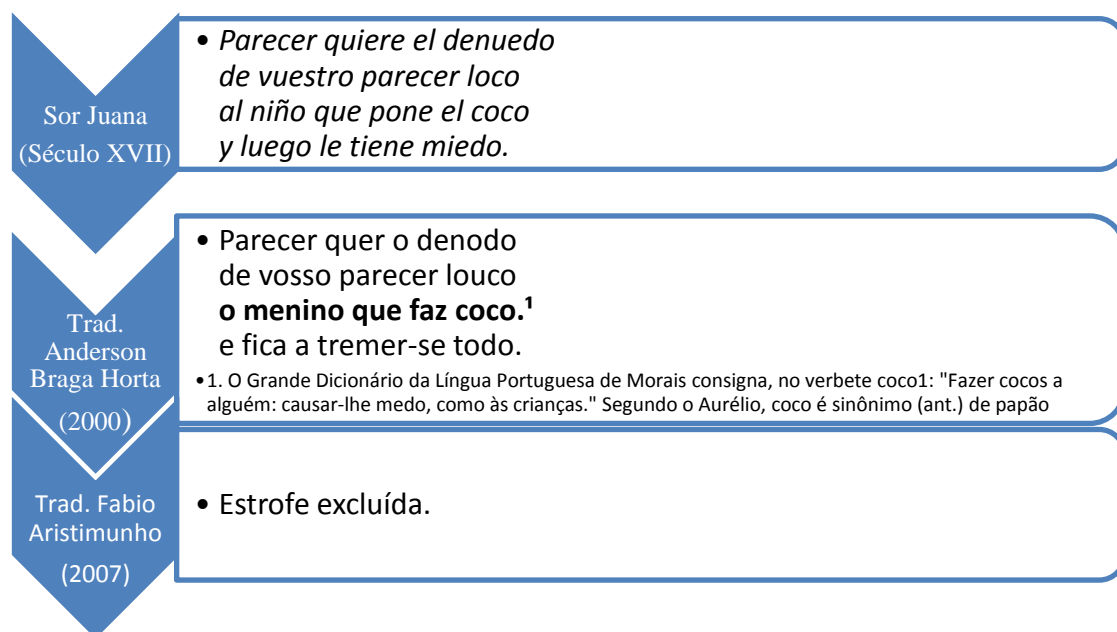 Sor Juana
(Século XVII)
• Parecer quiere el denuedo
de vuestro parecer loco
al niño que pone el coco
y luego le tiene miedo.
Trad.
Anderson
Braga Horta
(2000)
• Parecer quer o denodo
de vosso parecer louco
o menino que faz coco.¹
e fica a tremer-se todo.
•1. O Grande Dicionário da Língua Portuguesa de Morais consigna, no verbete coco1: "Fazer cocos a
alguém: causar-lhe medo, como às crianças." Segundo o Aurélio, coco é sinônimo (ant.) de papão
Trad. Fabio
Aristimunho
(2007)
• Estrofe excluída.